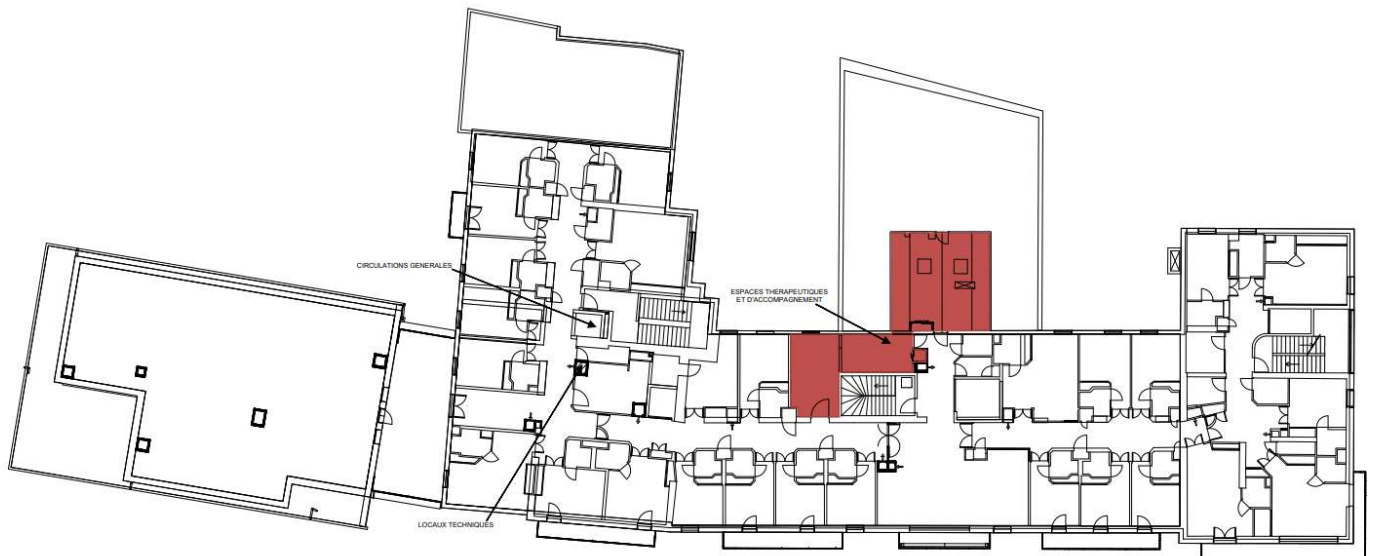 CIRCULATIONS GENERALES
ESPACES THERAPEUTIQUES
ET D'ACCOMPAGNEMENT
LOCAUX TECHNIQUES